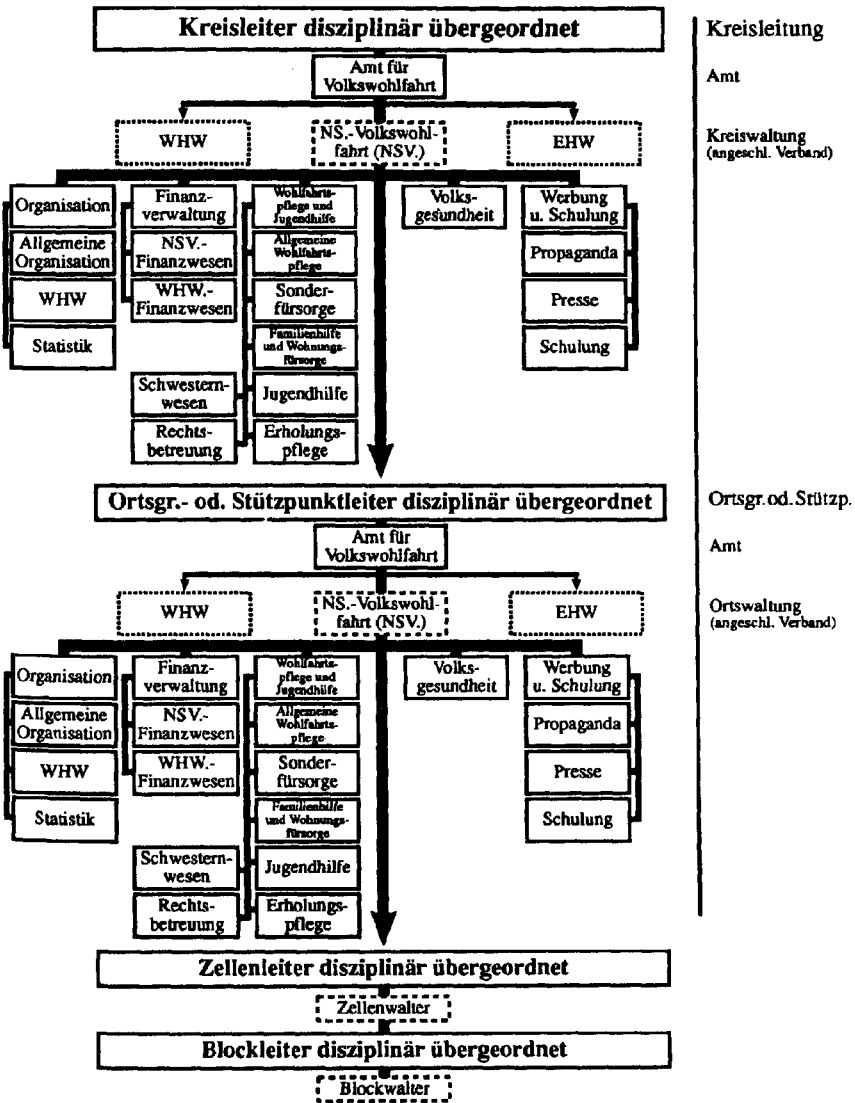 Kreisleiter disziplinär übergeordnet
Kreisleitung
Amt für
Volkswohlfahrt
Amt
WHW
NS.-Volkswohl-
fahrt (NSV.)
EHW
Kreiswaltung
(angeschl. Verband)
Organisation
Allgemeine
Organisation
WHW
Statistik
Finanz-
verwaltung
NSV.-
Finanzwesen
WHW.-
Finanzwesen
Schwestern-
wesen
Rechts-
betreuung
Wohlfahrts-
pflege und
Jugendhilfe
Allgemeine
Wohlfahrts-
pflege
Sonder-
fürsorge
Familienhilfe
und Wohnungs-
fürsorge
Jugendhilfe
Erholungs-
pflege
Volks-
gesundheit
Werbung
u. Schulung
Propaganda
Presse
Schulung
Ortsgr.- od. Stützpunktleiter disziplinär übergeordnet
Ortsgr.od.Stützp.
Amt für
Volkswohlfahrt
Amt
WHW
NS.-Volkswohl-
fahrt (NSV.)
EHW
Ortswaltung
(angeschl. Verband)
Organisation
Allgemeine
Organisation
WHW
Statistik
Finanz-
verwaltung
NSV.-
Finanzwesen
WHW.-
Finanzwesen
Schwestern-
wesen
Rechts-
betreuung
Wohlfahrts-
pflege und
Jugendhilfe
Allgemeine
Wohlfahrts-
pflege
Sonder-
fürsorge
Familienhilfe
und Wohnungs-
fürsorge
Jugendhilfe
Erholungs-
pflege
Volks-
gesundheit
Werbung
u. Schulung
Propaganda
Presse
Schulung
Zellenleiter disziplinär übergeordnet
Zellenwalter
Blockleiter disziplinär übergeordnet
Blockwalter